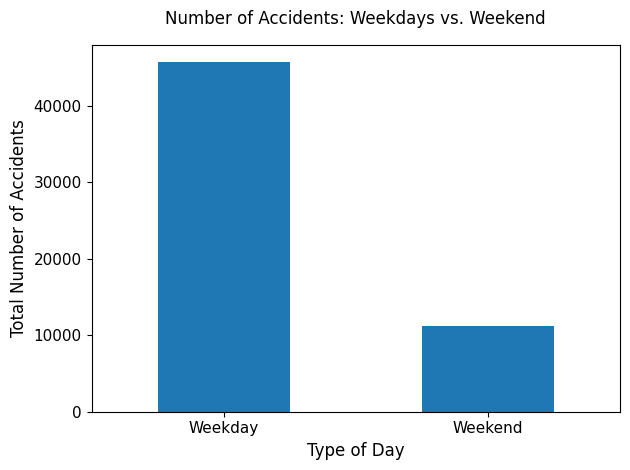 Number of Accidents: Weekdays vs. Weekend
Total Number of Accidents
40000
30000
20000
10000
0
Weekday Weekend
Type of Day